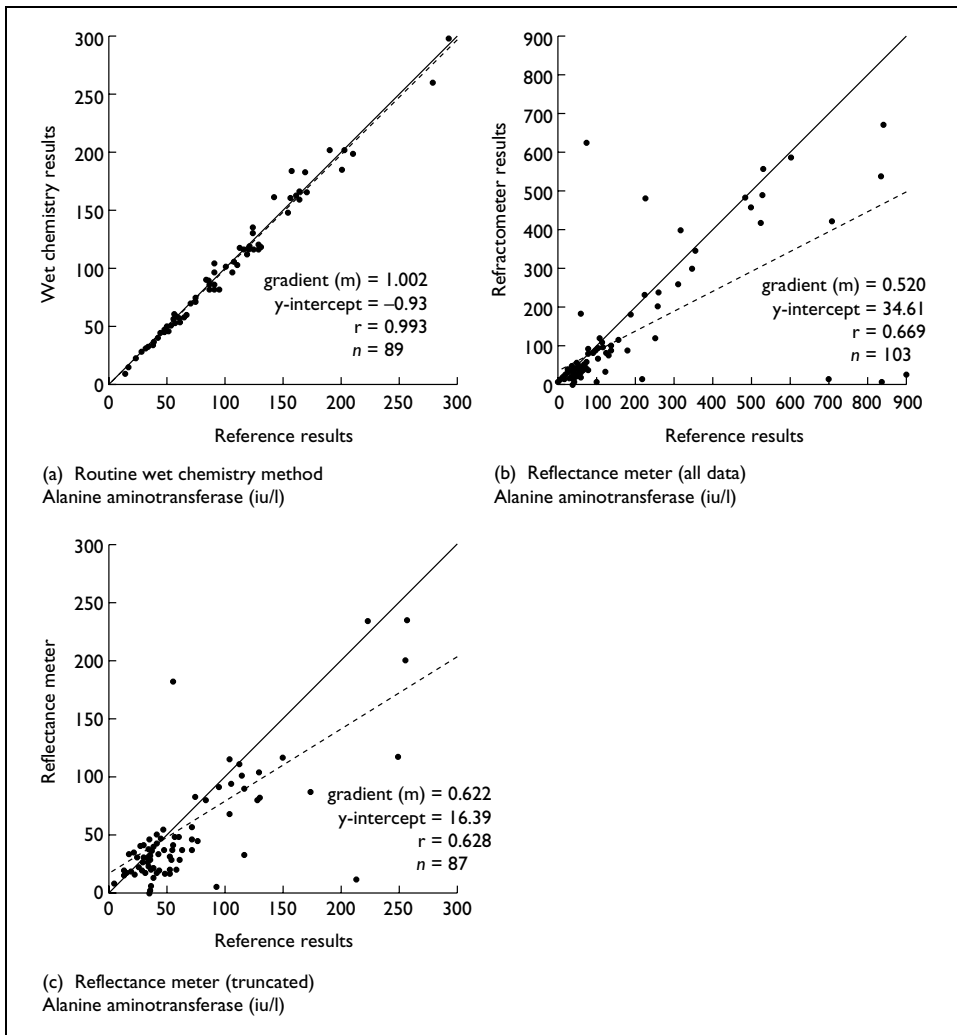 300
250
200
150
100
50
0
Wet chemistry results
gradient (m) = 1.002
y-intercept = –0.93
r = 0.993
n = 89
0 50 100 150 200 250 300
Reference results
(a) Routine wet chemistry method
Alanine aminotransferase (iu/l)
900
800
700
600
500
400
300
200
100
0
Refractometer results
gradient (m) = 0.520
y-intercept = 34.61
r = 0.669
n = 103
0 100 200 300 400 500 600 700 800 900
Reference results
(b) Reflectance meter (all data)
Alanine aminotransferase (iu/l)
300
250
200
150
100
50
0
Reflectance meter
gradient (m) = 0.622
y-intercept = 16.39
r = 0.628
n = 87
0 50 100 150 200 250 300
Reference results
(c) Reflectance meter (truncated)
Alanine aminotransferase (iu/l)